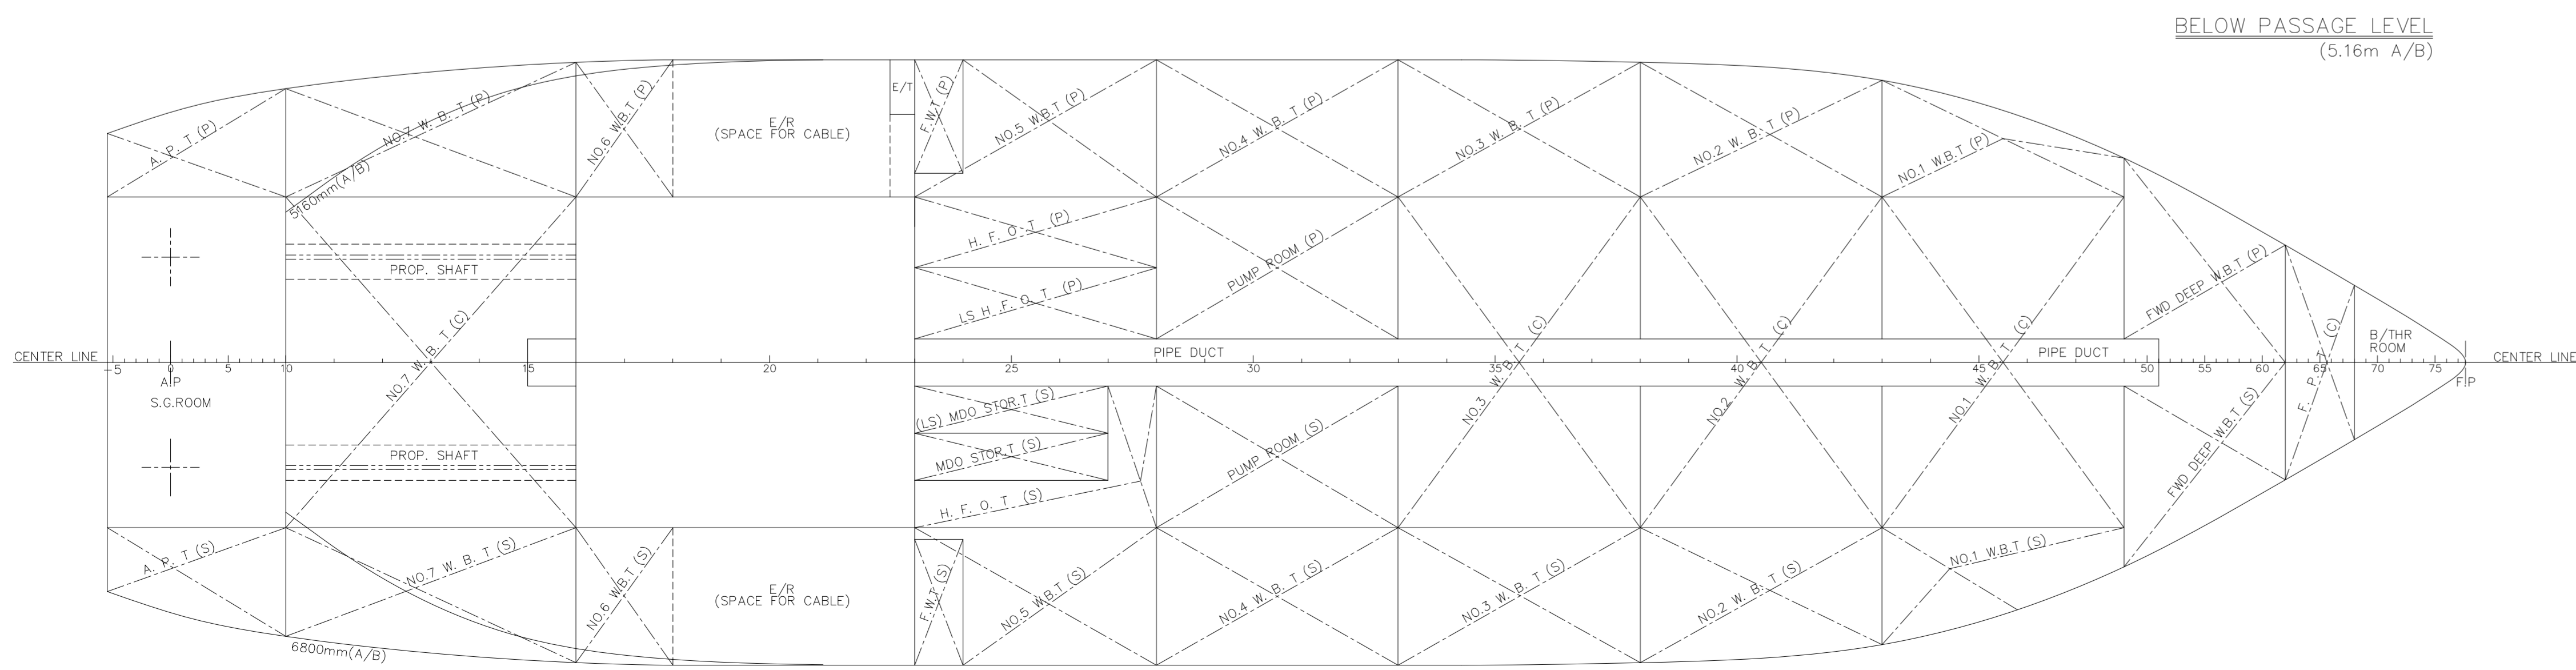 BELOW PASSAGE LEVEL
(5.16m A/B)
A. P. T (P)
NO.7 W. B. T (P)
5160mm(A/B)
NO.6 W.B.T (P)
E/R
(SPACE FOR CABLE)
E/T
F.W.T (P)
NO.5 W.B.T (P)
NO.4 W. B. T (P)
NO.3 W. B. T (P)
NO.2 W. B. T (P)
NO.1 W.B.T (P)
H. F. O. T (P)
LS H .F. O. T (P)
PUMP ROOM (P)
FWD DEEP W.B.T (P)
PROP. SHAFT
NO.7 W. B. T (C)
NO.3 W. B. T (C)
NO.2 W. B. T (C)
NO.1 W. B. T (C)
F. P. T (C)
B/THR
ROOM
PIPE DUCT
PIPE DUCT
CENTER LINE
CENTER LINE
-5 0 5 10 15 20 25 30 35 40 45 50 55 60 65 70 75
A.P
F.P
S.G.ROOM
PROP. SHAFT
(LS) MDO STOR.T (S)
MDO STOR.T (S)
H. F. O. T (S)
PUMP ROOM (S)
FWD DEEP W.B.T (S)
A. P. T (S)
NO.7 W. B. T (S)
NO.6 W.B.T (S)
E/R
(SPACE FOR CABLE)
F.W.T (S)
NO.5 W.B.T (S)
NO.4 W. B. T (S)
NO.3 W. B. T (S)
NO.2 W. B. T (S)
NO.1 W.B.T (S)
6800mm(A/B)